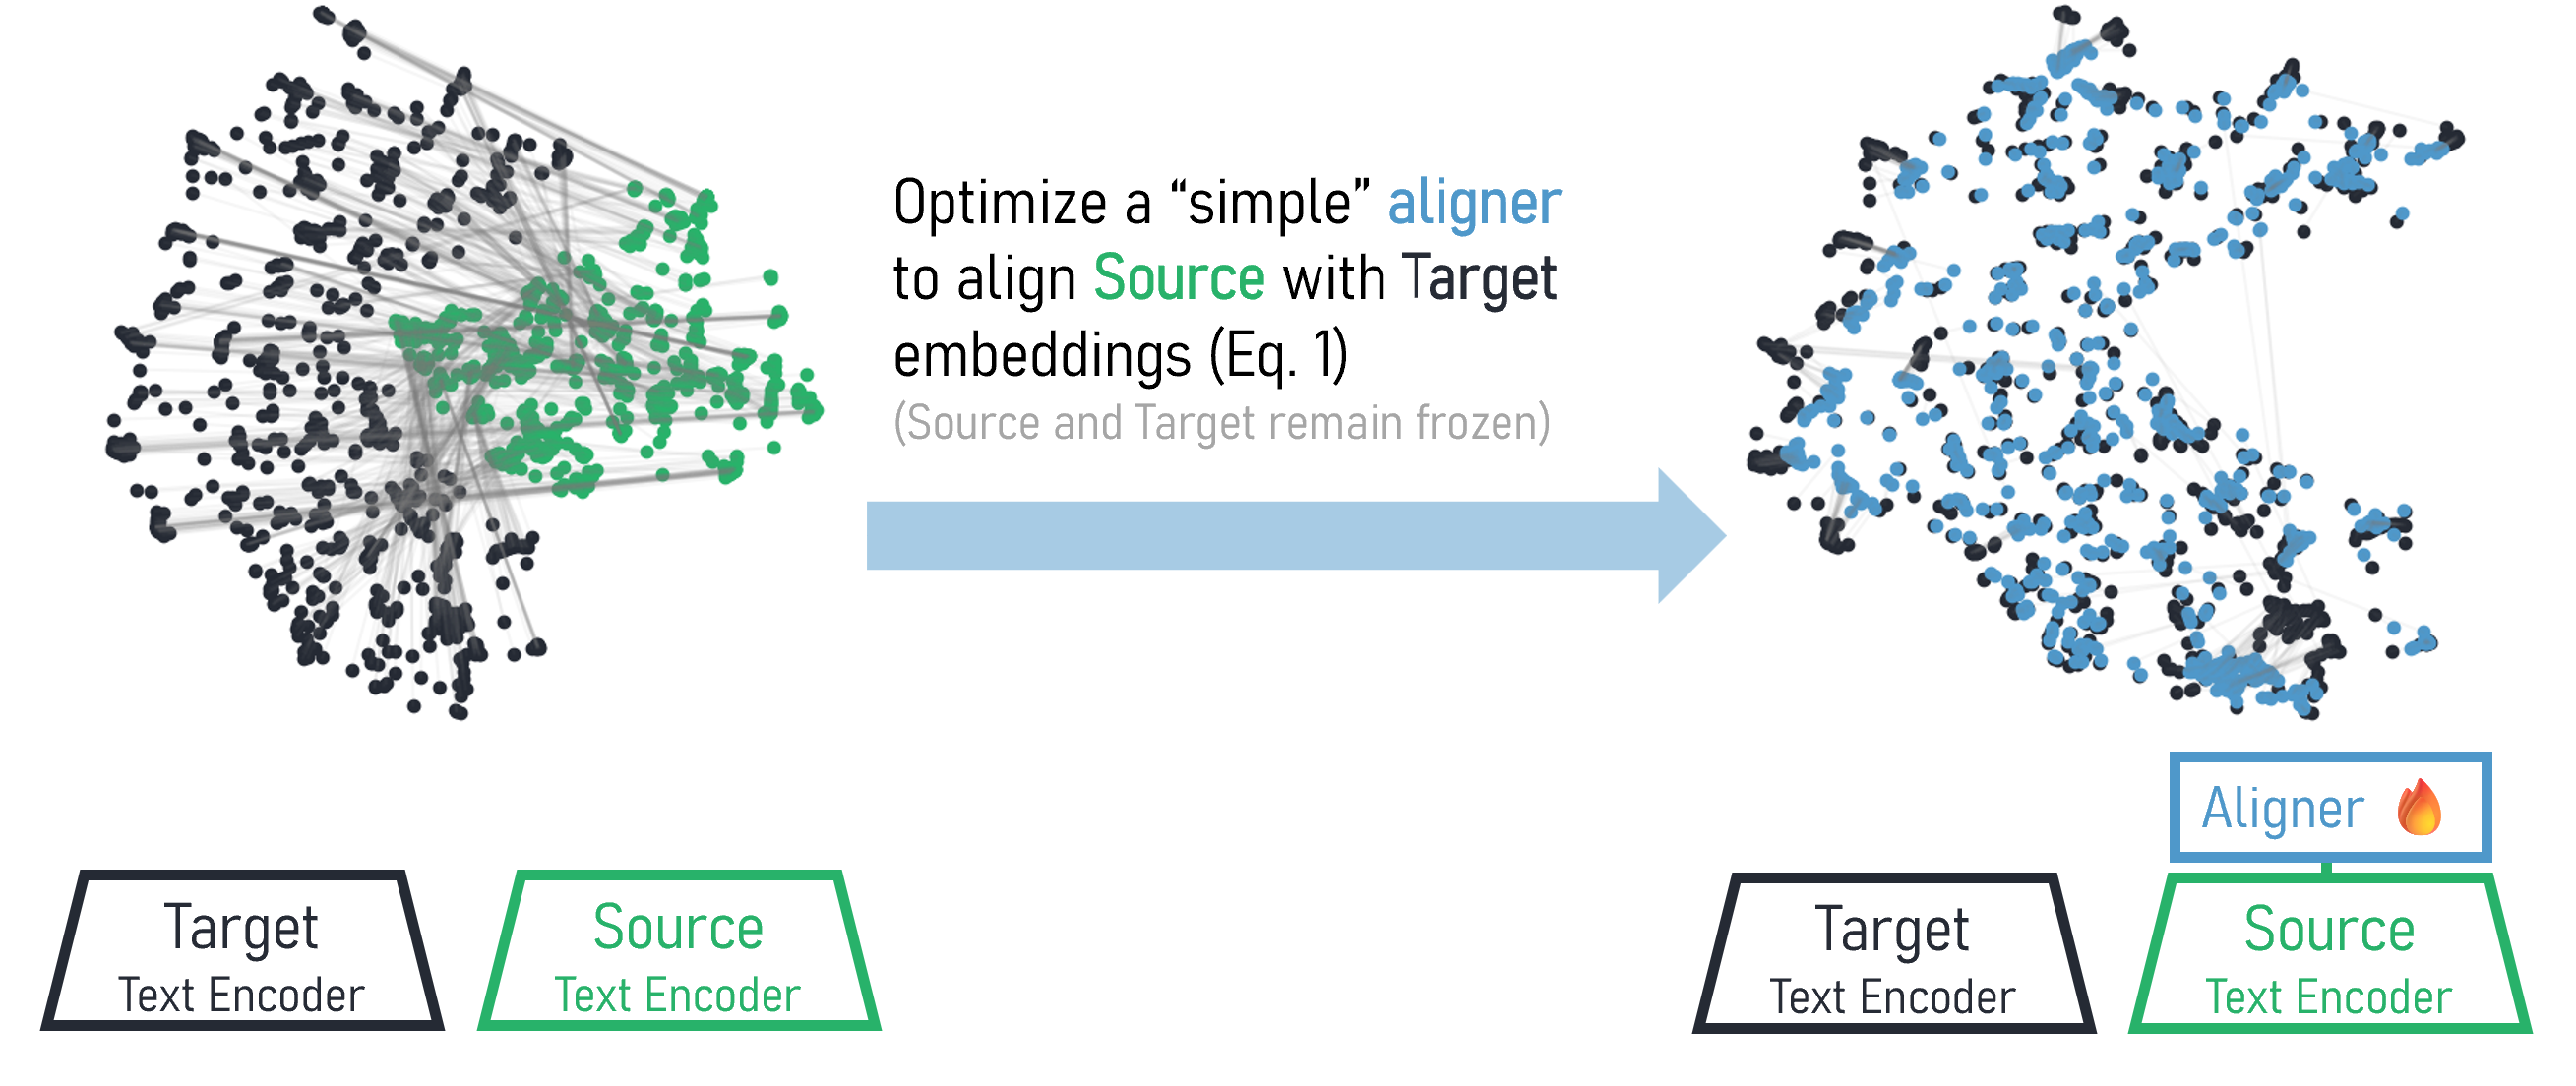 Optimize a “simple” aligner
to align Source with Target
embeddings (Eq. 1)
(Source and Target remain frozen)
Target
Text Encoder
Source
Text Encoder
Aligner
Target
Text Encoder
Source
Text Encoder